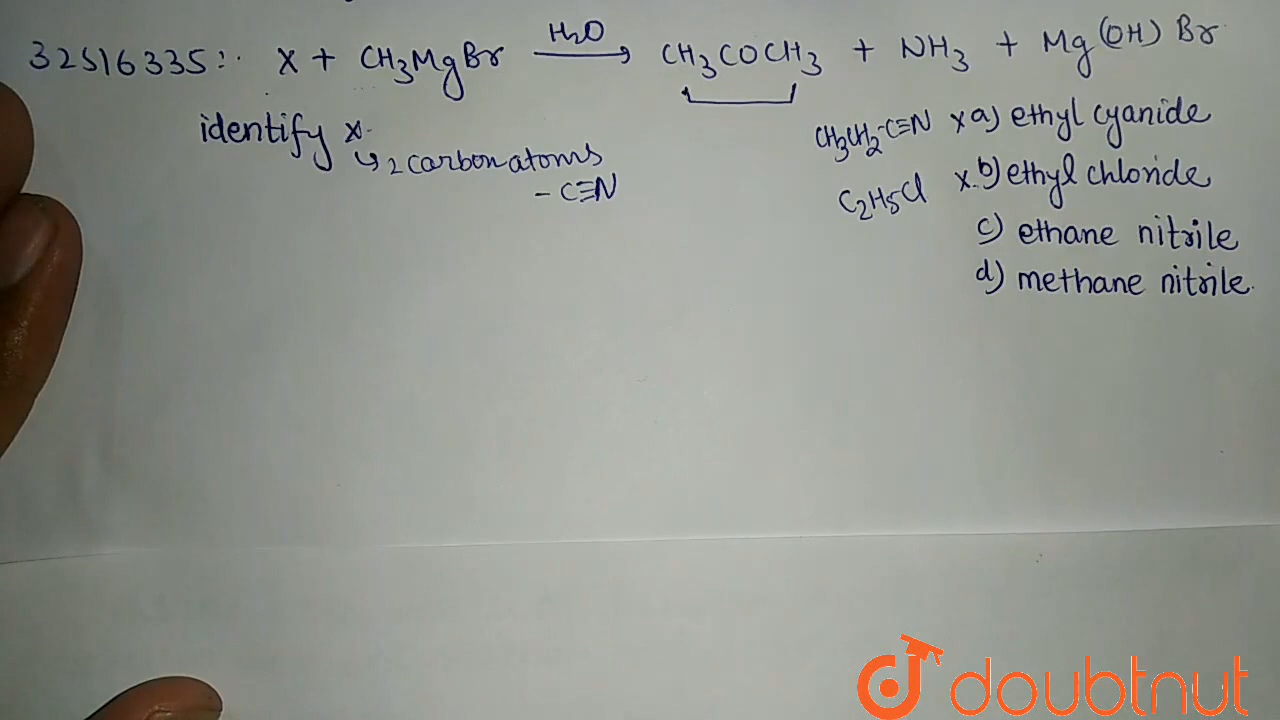 32516335:· X + CH₃MgBr H₂O → CH₃COCH₃ + NH₃ + Mg(OH)Br
identify x.
↳ 2 carbon atoms
- C≡N
CH₃CH₂-C≡N x a) ethyl cyanide
C₂H₅Cl x. b) ethyl chloride
c) ethane nitrile
d) methane nitrile.
doubtnut